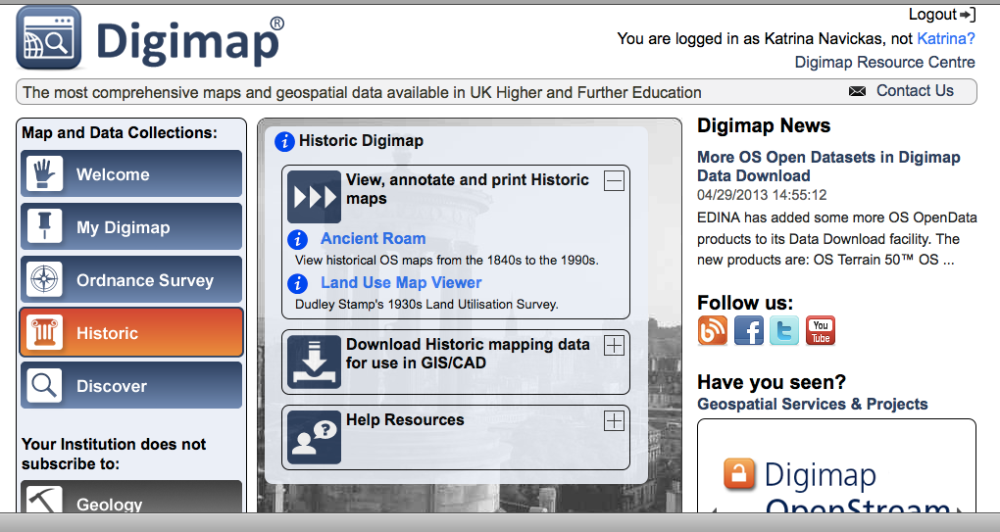 Logout
Digimap®
You are logged in as Katrina Navickas, not Katrina?
Digimap Resource Centre
The most comprehensive maps and geospatial data available in UK Higher and Further Education
Contact Us
Map and Data Collections:
Welcome
My Digimap
Ordnance Survey
Historic
Discover
Your Institution does not
subscribe to:
Geology
Historic Digimap
View, annotate and print Historic
maps
Ancient Roam
View historical OS maps from the 1840s to the 1990s.
Land Use Map Viewer
Dudley Stamp's 1930s Land Utilisation Survey.
Download Historic mapping data
for use in GIS/CAD
Help Resources
Digimap News
More OS Open Datasets in Digimap
Data Download
04/29/2013 14:55:12
EDINA has added some more OS OpenData
products to its Data Download facility. The
new products are: OS Terrain 50™ OS ...
Follow us:
You
Tube
Have you seen?
Geospatial Services & Projects
Digimap
OpenStream